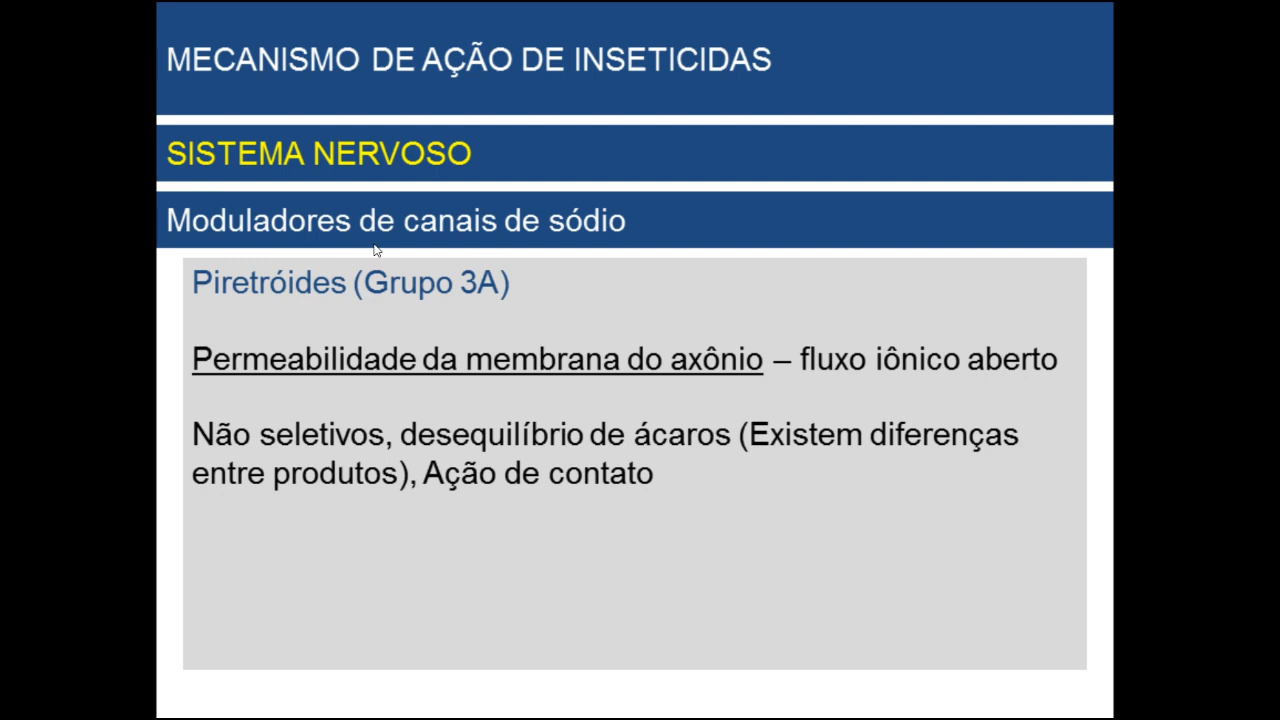 MECANISMO DE AÇÃO DE INSETICIDAS
SISTEMA NERVOSO
Moduladores de canais de sódio
Piretróides (Grupo 3A)
Permeabilidade da membrana do axônio – fluxo iônico aberto
Não seletivos, desequilíbrio de ácaros (Existem diferenças
entre produtos), Ação de contato